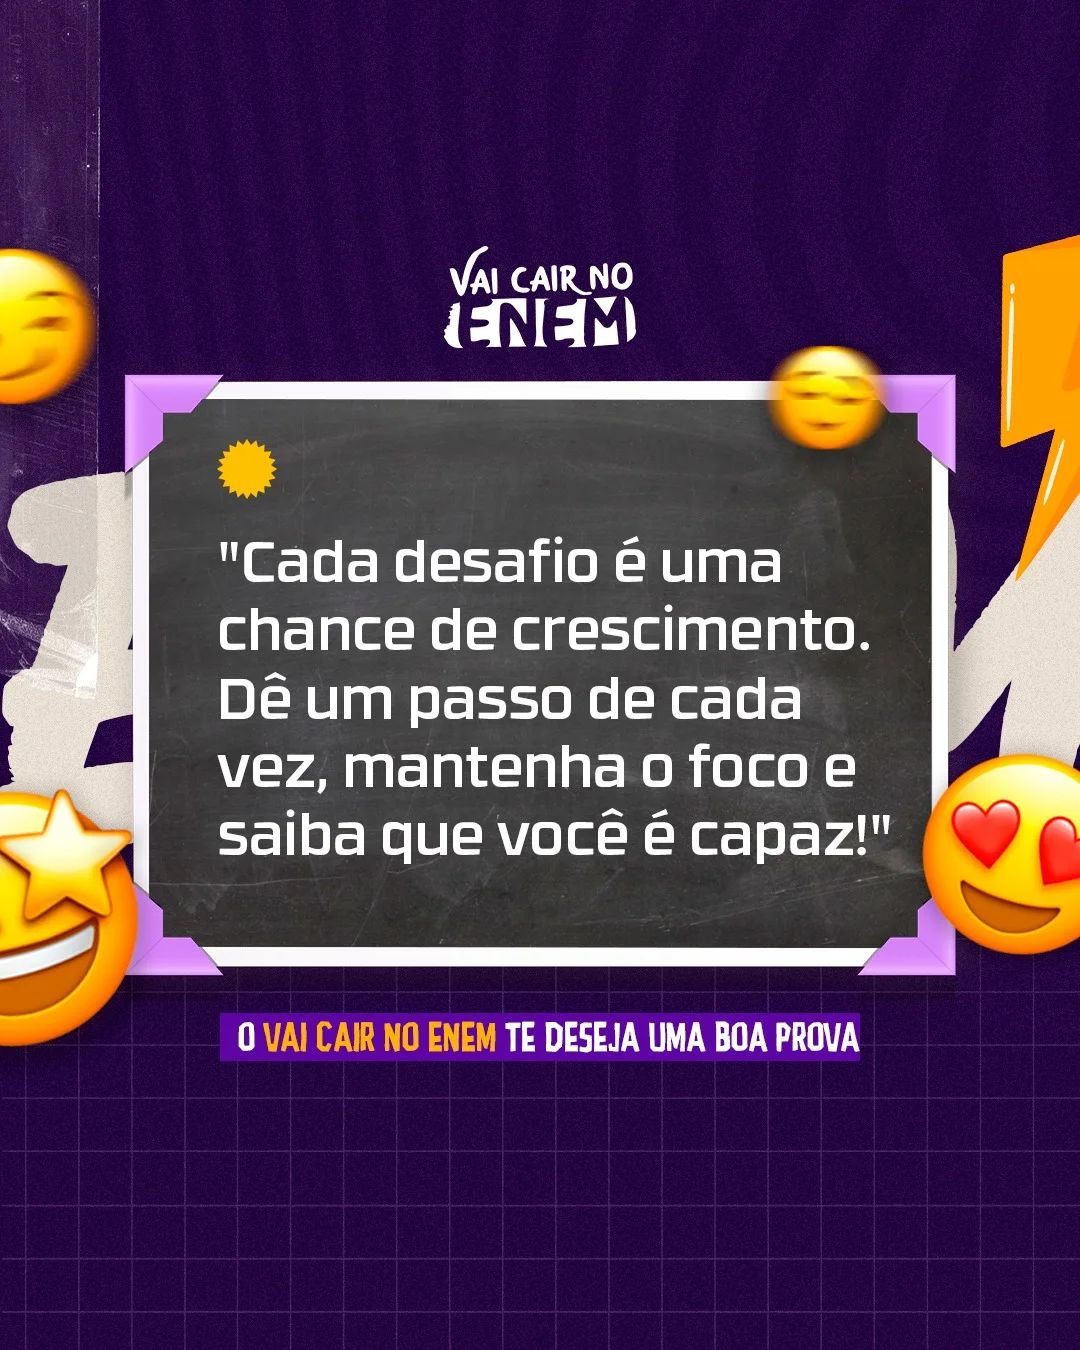 VAI CAIR NO
ENEM
"Cada desafio é uma
chance de crescimento.
Dê um passo de cada
vez, mantenha o foco e
saiba que você é capaz!"
O VAI CAIR NO ENEM TE DESEJA UMA BOA PROVA